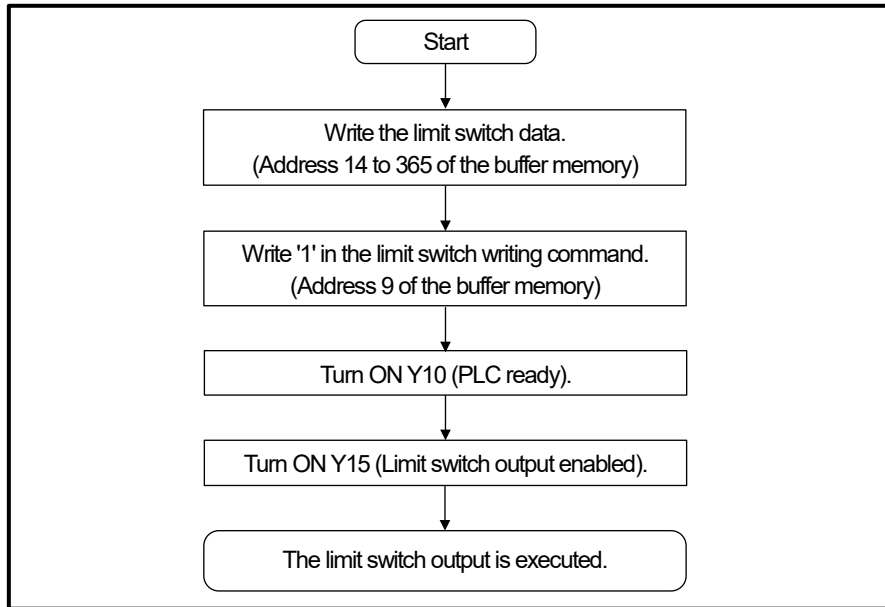 Start
Write the limit switch data.
(Address 14 to 365 of the buffer memory)
Write '1' in the limit switch writing command.
(Address 9 of the buffer memory)
Turn ON Y10 (PLC ready).
Turn ON Y15 (Limit switch output enabled).
The limit switch output is executed.